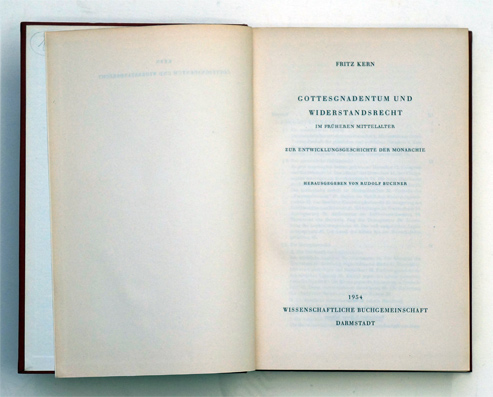 FRITZ KERN
GOTTESGNADENTUM UND
WIDERSTANDSRECHT
IM FRÜHEREN MITTELALTER
ZUR ENTWICKLUNGSGESCHICHTE DER MONARCHIE
HERAUSGEGEBEN VON RUDOLF BUCHNER
1954
WISSENSCHAFTLICHE BUCHGEMEINSCHAFT
DARMSTADT